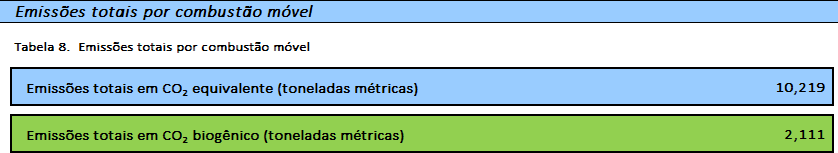 Emissões totais por combustão móvel
Tabela 8. Emissões totais por combustão móvel
Emissões totais em CO₂ equivalente (toneladas métricas) 10,219
Emissões totais em CO₂ biogênico (toneladas métricas) 2,111